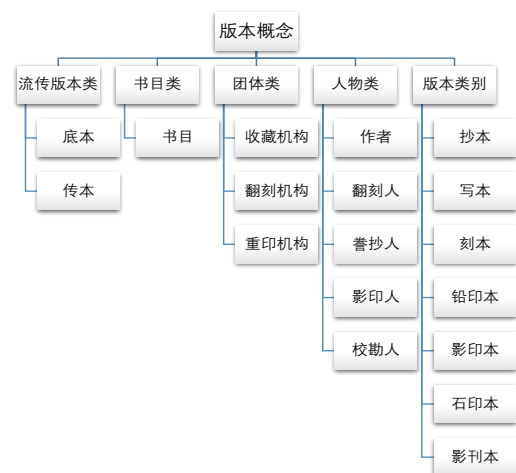 版本概念
流传版本类
底本
传本
书目类
书目
团体类
收藏机构
翻刻机构
重印机构
人物类
作者
翻刻人
誊抄人
影印人
校勘人
版本类别
抄本
写本
刻本
铅印本
影印本
石印本
影刊本